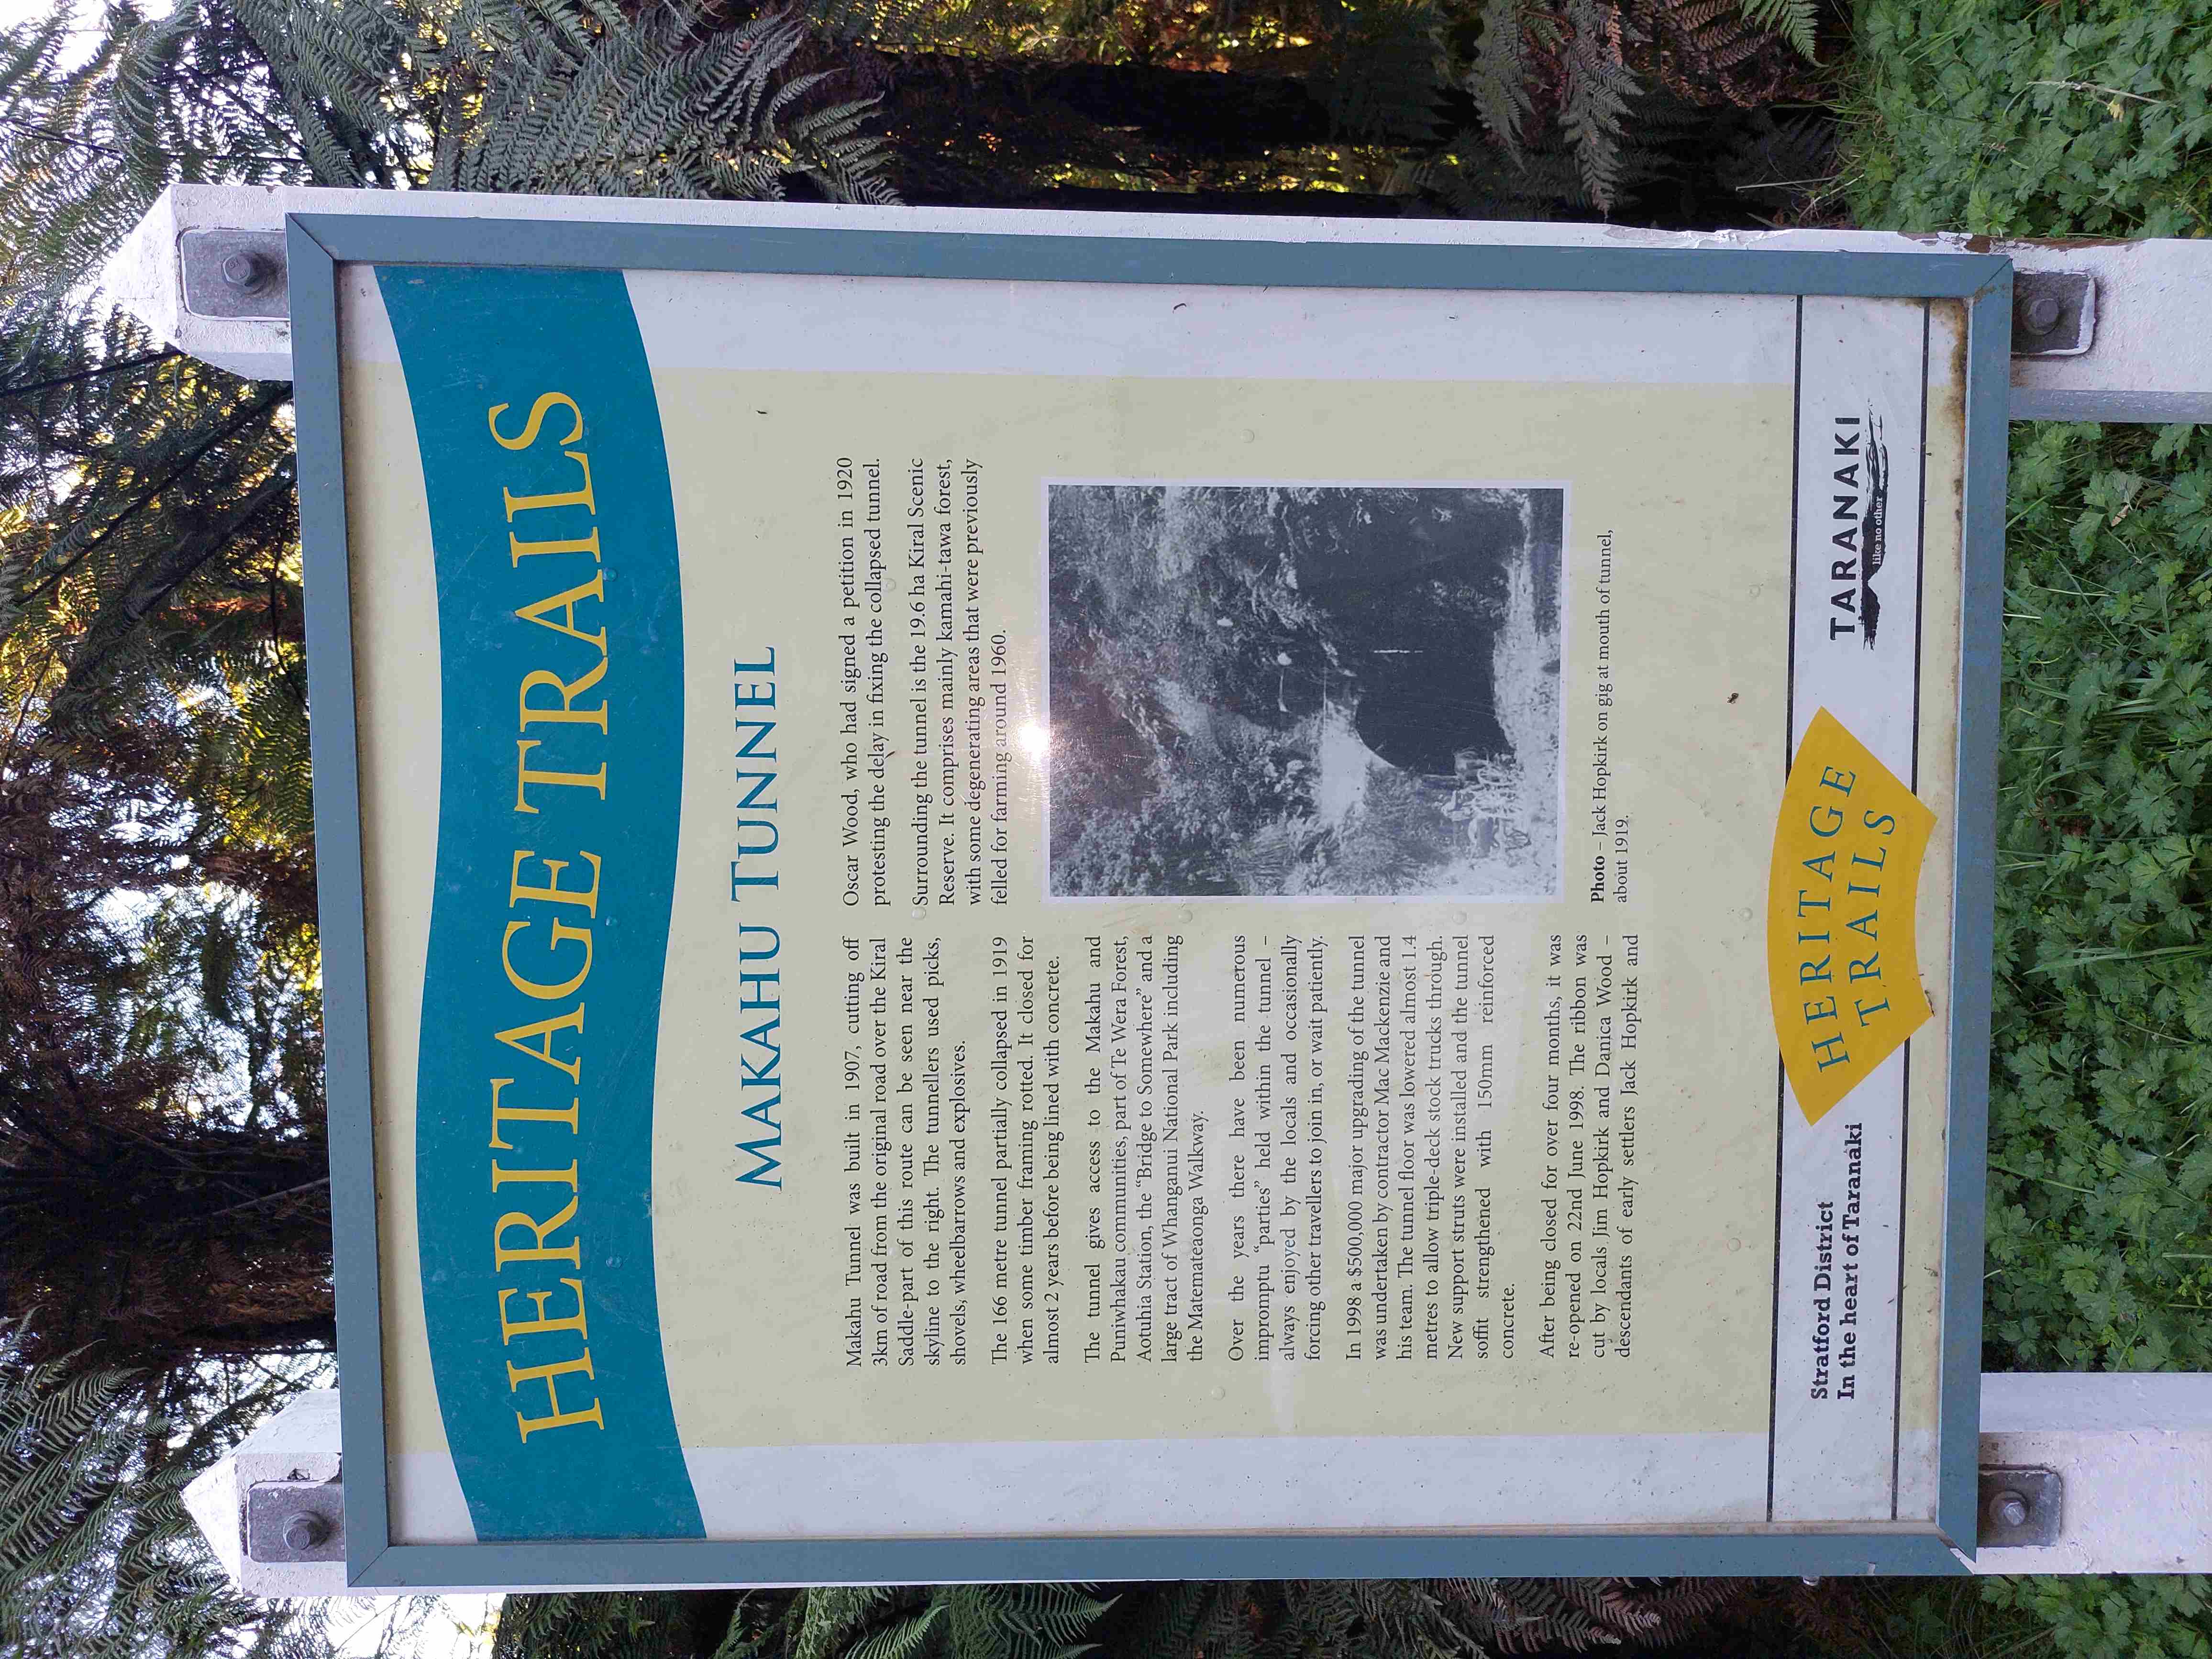 HERITAGE TRAILS
MAKAHU TUNNEL
Makahu Tunnel was built in 1907, cutting off
3km of road from the original road over the Kiral
Saddle-part of this route can be seen near the
skyline to the right. The tunnellers used picks,
shovels, wheelbarrows and explosives.
The 166 metre tunnel partially collapsed in 1919
when some timber framing rotted. It closed for
almost 2 years before being lined with concrete.
The tunnel gives access to the Makahu and
Puniwhakau communities, part of Te Wera Forest,
Aotuhia Station, the “Bridge to Somewhere” and a
large tract of Whanganui National Park including
the Matemateaonga Walkway.
Over the years there have been numerous
impromptu “parties” held within the tunnel –
always enjoyed by the locals and occasionally
forcing other travellers to join in, or wait patiently.
In 1998 a $500,000 major upgrading of the tunnel
was undertaken by contractor Mac Mackenzie and
his team. The tunnel floor was lowered almost 1.4
metres to allow triple-deck stock trucks through.
New support struts were installed and the tunnel
soffit strengthened with 150mm reinforced
concrete.
After being closed for over four months, it was
re-opened on 22nd June 1998. The ribbon was
cut by locals Jim Hopkirk and Danica Wood –
descendants of early settlers Jack Hopkirk and
Oscar Wood, who had signed a petition in 1920
protesting the delay in fixing the collapsed tunnel.
Surrounding the tunnel is the 19.6 ha Kiral Scenic
Reserve. It comprises mainly kamahi-tawa forest,
with some degenerating areas that were previously
felled for farming around 1960.
Photo – Jack Hopkirk on gig at mouth of tunnel,
about 1919.
Stratford District
In the heart of Taranaki
HERITAGE
TRAILS
TARANAKI
like no other